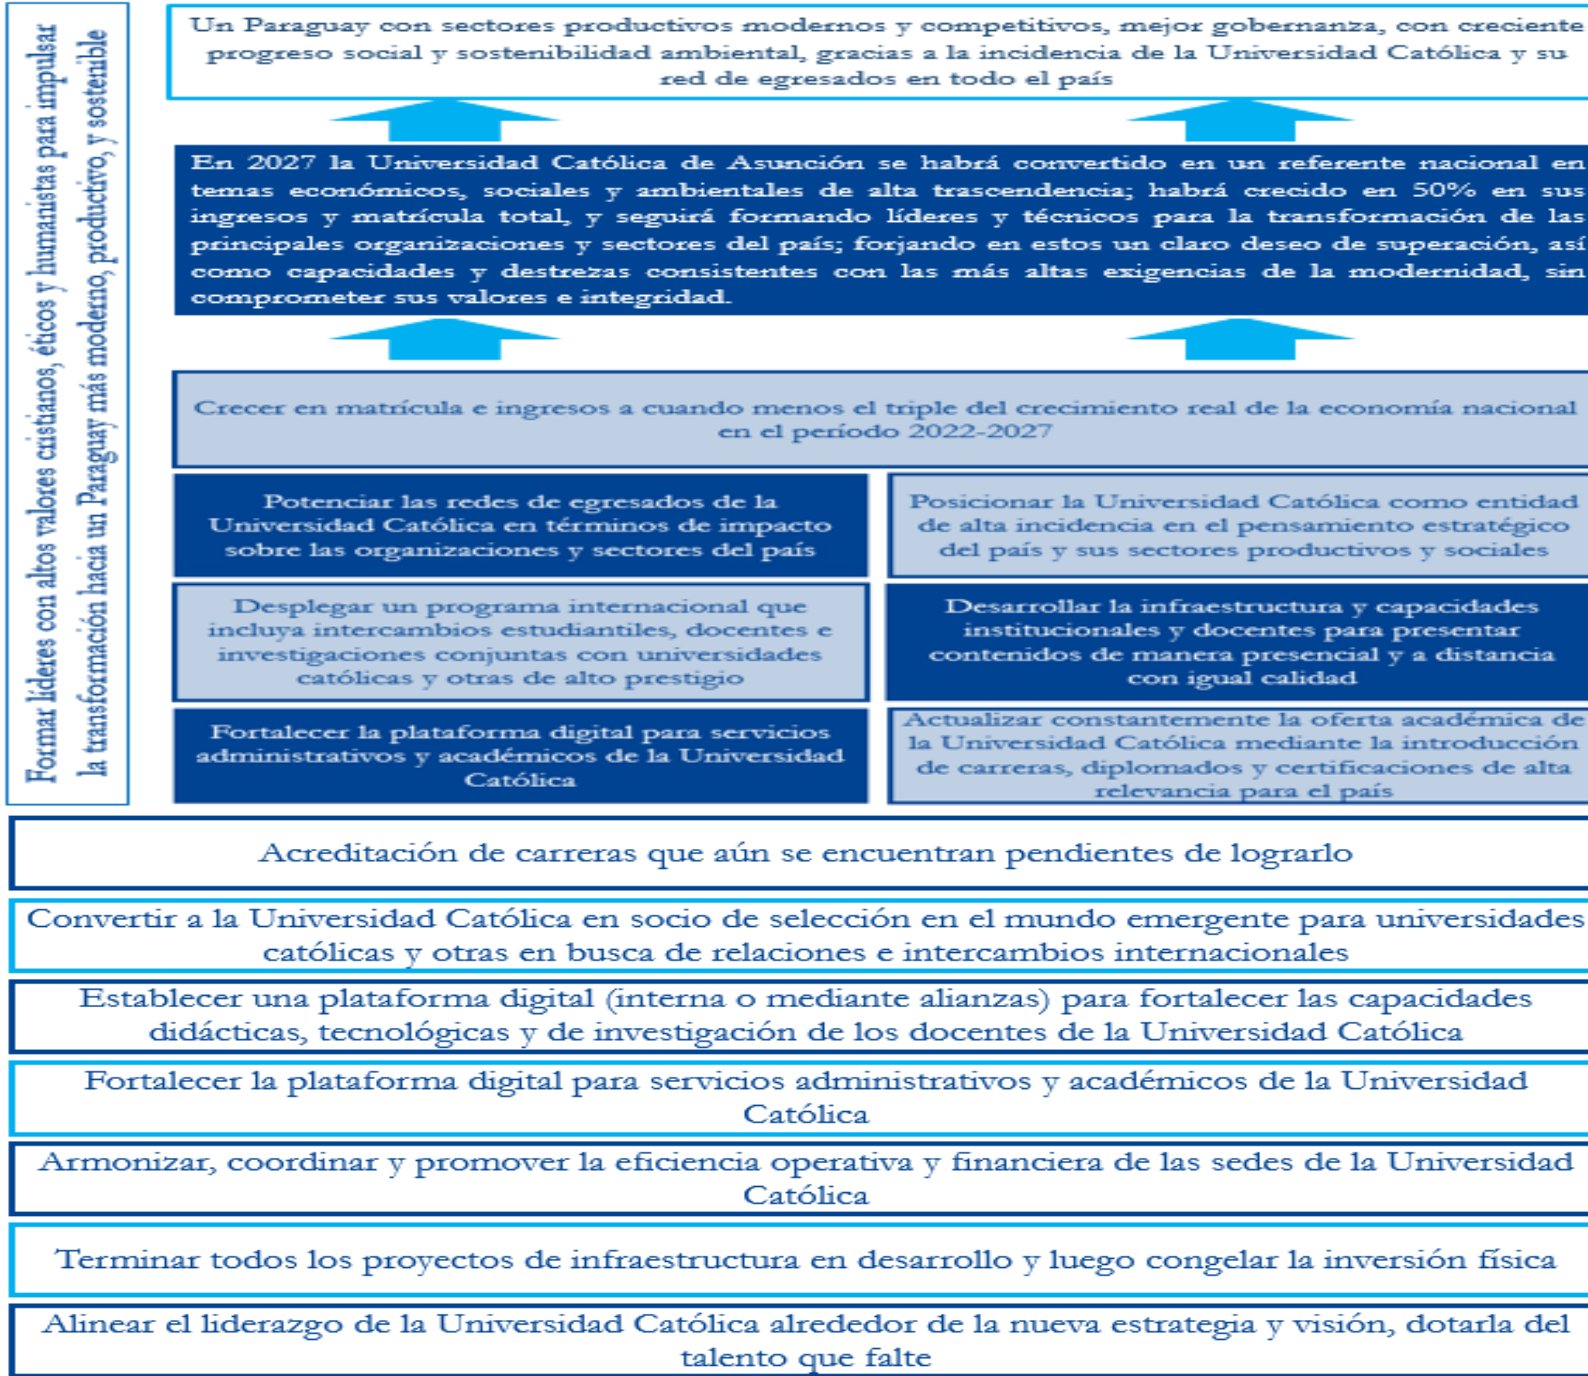 Formar líderes con altos valores cristianos, éticos y humanistas para impulsar
la transformación hacia un Paraguay más moderno, productivo, y sostenible
Un Paraguay con sectores productivos modernos y competitivos, mejor gobernanza, con creciente
progreso social y sostenibilidad ambiental, gracias a la incidencia de la Universidad Católica y su
red de egresados en todo el país
En 2027 la Universidad Católica de Asunción se habrá convertido en un referente nacional en
temas económicos, sociales y ambientales de alta trascendencia; habrá crecido en 50% en sus
ingresos y matrícula total, y seguirá formando líderes y técnicos para la transformación de las
principales organizaciones y sectores del país; forjando en estos un claro deseo de superación, así
como capacidades y destrezas consistentes con las más altas exigencias de la modernidad, sin
comprometer sus valores e integridad.
Crecer en matrícula e ingresos a cuando menos el triple del crecimiento real de la economía nacional
en el período 2022-2027
Potenciar las redes de egresados de la
Universidad Católica en términos de impacto
sobre las organizaciones y sectores del país
Posicionar la Universidad Católica como entidad
de alta incidencia en el pensamiento estratégico
del país y sus sectores productivos y sociales
Desplegar un programa internacional que
incluya intercambios estudiantiles, docentes e
investigaciones conjuntas con universidades
católicas y otras de alto prestigio
Desarrollar la infraestructura y capacidades
institucionales y docentes para presentar
contenidos de manera presencial y a distancia
con igual calidad
Fortalecer la plataforma digital para servicios
administrativos y académicos de la Universidad
Católica
Actualizar constantemente la oferta académica de
la Universidad Católica mediante la introducción
de carreras, diplomados y certificaciones de alta
relevancia para el país
Acreditación de carreras que aún se encuentran pendientes de lograrlo
Convertir a la Universidad Católica en socio de selección en el mundo emergente para universidades
católicas y otras en busca de relaciones e intercambios internacionales
Establecer una plataforma digital (interna o mediante alianzas) para fortalecer las capacidades
didácticas, tecnológicas y de investigación de los docentes de la Universidad Católica
Fortalecer la plataforma digital para servicios administrativos y académicos de la Universidad
Católica
Armonizar, coordinar y promover la eficiencia operativa y financiera de las sedes de la Universidad
Católica
Terminar todos los proyectos de infraestructura en desarrollo y luego congelar la inversión física
Alinear el liderazgo de la Universidad Católica alrededor de la nueva estrategia y visión, dotarla del
talento que falte